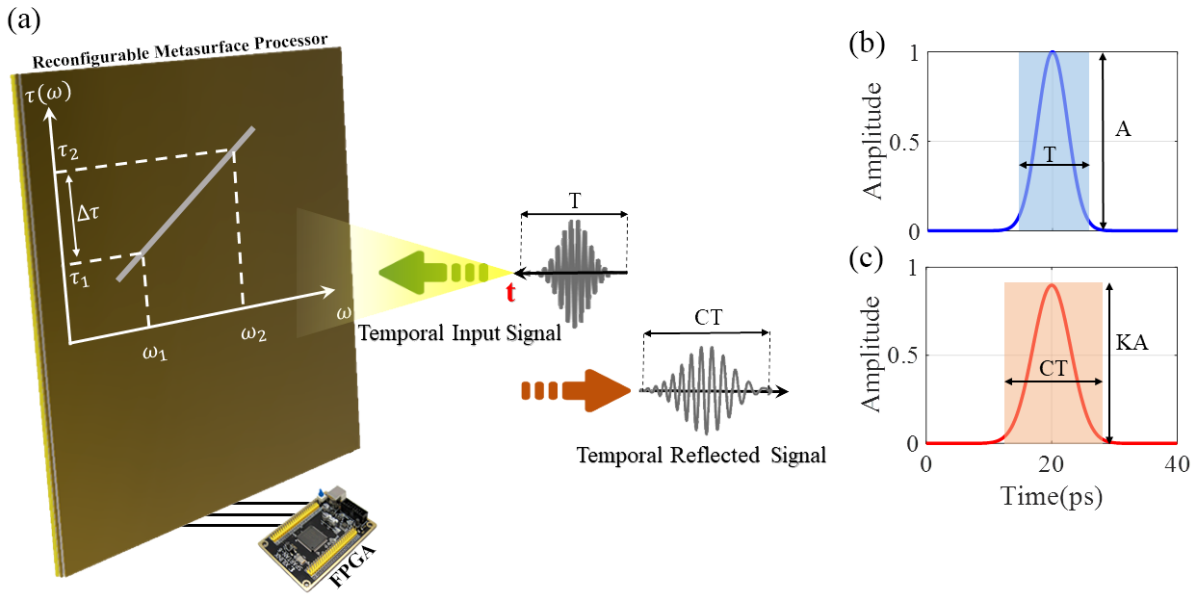 (a)
Reconfigurable Metasurface Processor
τ(ω)
τ₂
Δτ
τ₁
ω₁
ω₂
ω
T
t
Temporal Input Signal
CT
Temporal Reflected Signal
FPGA
(b)
Amplitude
1
0.5
0
T
A
(c)
Amplitude
1
0.5
0
CT
KA
0
20
40
Time(ps)